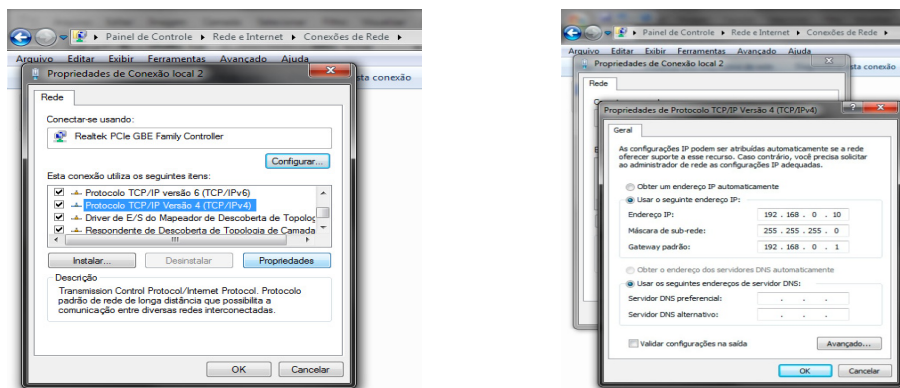 Painel de Controle ▸ Rede e Internet ▸ Conexões de Rede ▸
Arquivo Editar Exibir Ferramentas Avançado Ajuda
Propriedades de Conexão local 2
sta conexão
Rede
Conectar-se usando:
Realtek PCIe GBE Family Controller
Configurar...
Esta conexão utiliza os seguintes itens:
Protocolo TCP/IP versão 6 (TCP/IPv6)
Protocolo TCP/IP Versão 4 (TCP/IPv4)
Driver de E/S do Mapeador de Descoberta de Topolog
Respondente de Descoberta de Topologia de Camada
Instalar... Desinstalar Propriedades
Descrição
Transmission Control Protocol/Internet Protocol. Protocolo
padrão de rede de longa distância que possibilita a
comunicação entre diversas redes interconectadas.
OK Cancelar
Painel de Controle ▸ Rede e Internet ▸ Conexões de Rede ▸
Arquivo Editar Exibir Ferramentas Avançado Ajuda
Propriedades de Conexão local 2
sta conexão
Rede
Propriedades de Protocolo TCP/IP Versão 4 (TCP/IPv4)
Geral
As configurações IP podem ser atribuídas automaticamente se a rede
oferecer suporte a esse recurso. Caso contrário, você precisa solicitar
ao administrador de rede as configurações IP adequadas.
Obter um endereço IP automaticamente
Usar o seguinte endereço IP:
Endereço IP: 192 . 168 . 0 . 10
Máscara de sub-rede: 255 . 255 . 255 . 0
Gateway padrão: 192 . 168 . 0 . 1
Obter o endereço dos servidores DNS automaticamente
Usar os seguintes endereços de servidor DNS:
Servidor DNS preferencial: . . .
Servidor DNS alternativo: . . .
Validar configurações na saída Avançado...
OK Cancelar